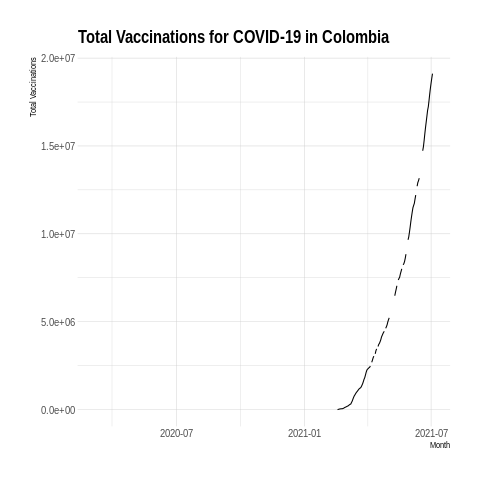 Total Vaccinations for COVID-19 in Colombia
Total Vaccinations
2.0e+07
1.5e+07
1.0e+07
5.0e+06
0.0e+00
2020-07
2021-01
2021-07
Month